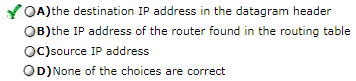 A)the destination IP address in the datagram header
B)the IP address of the router found in the routing table
C)source IP address
D)None of the choices are correct